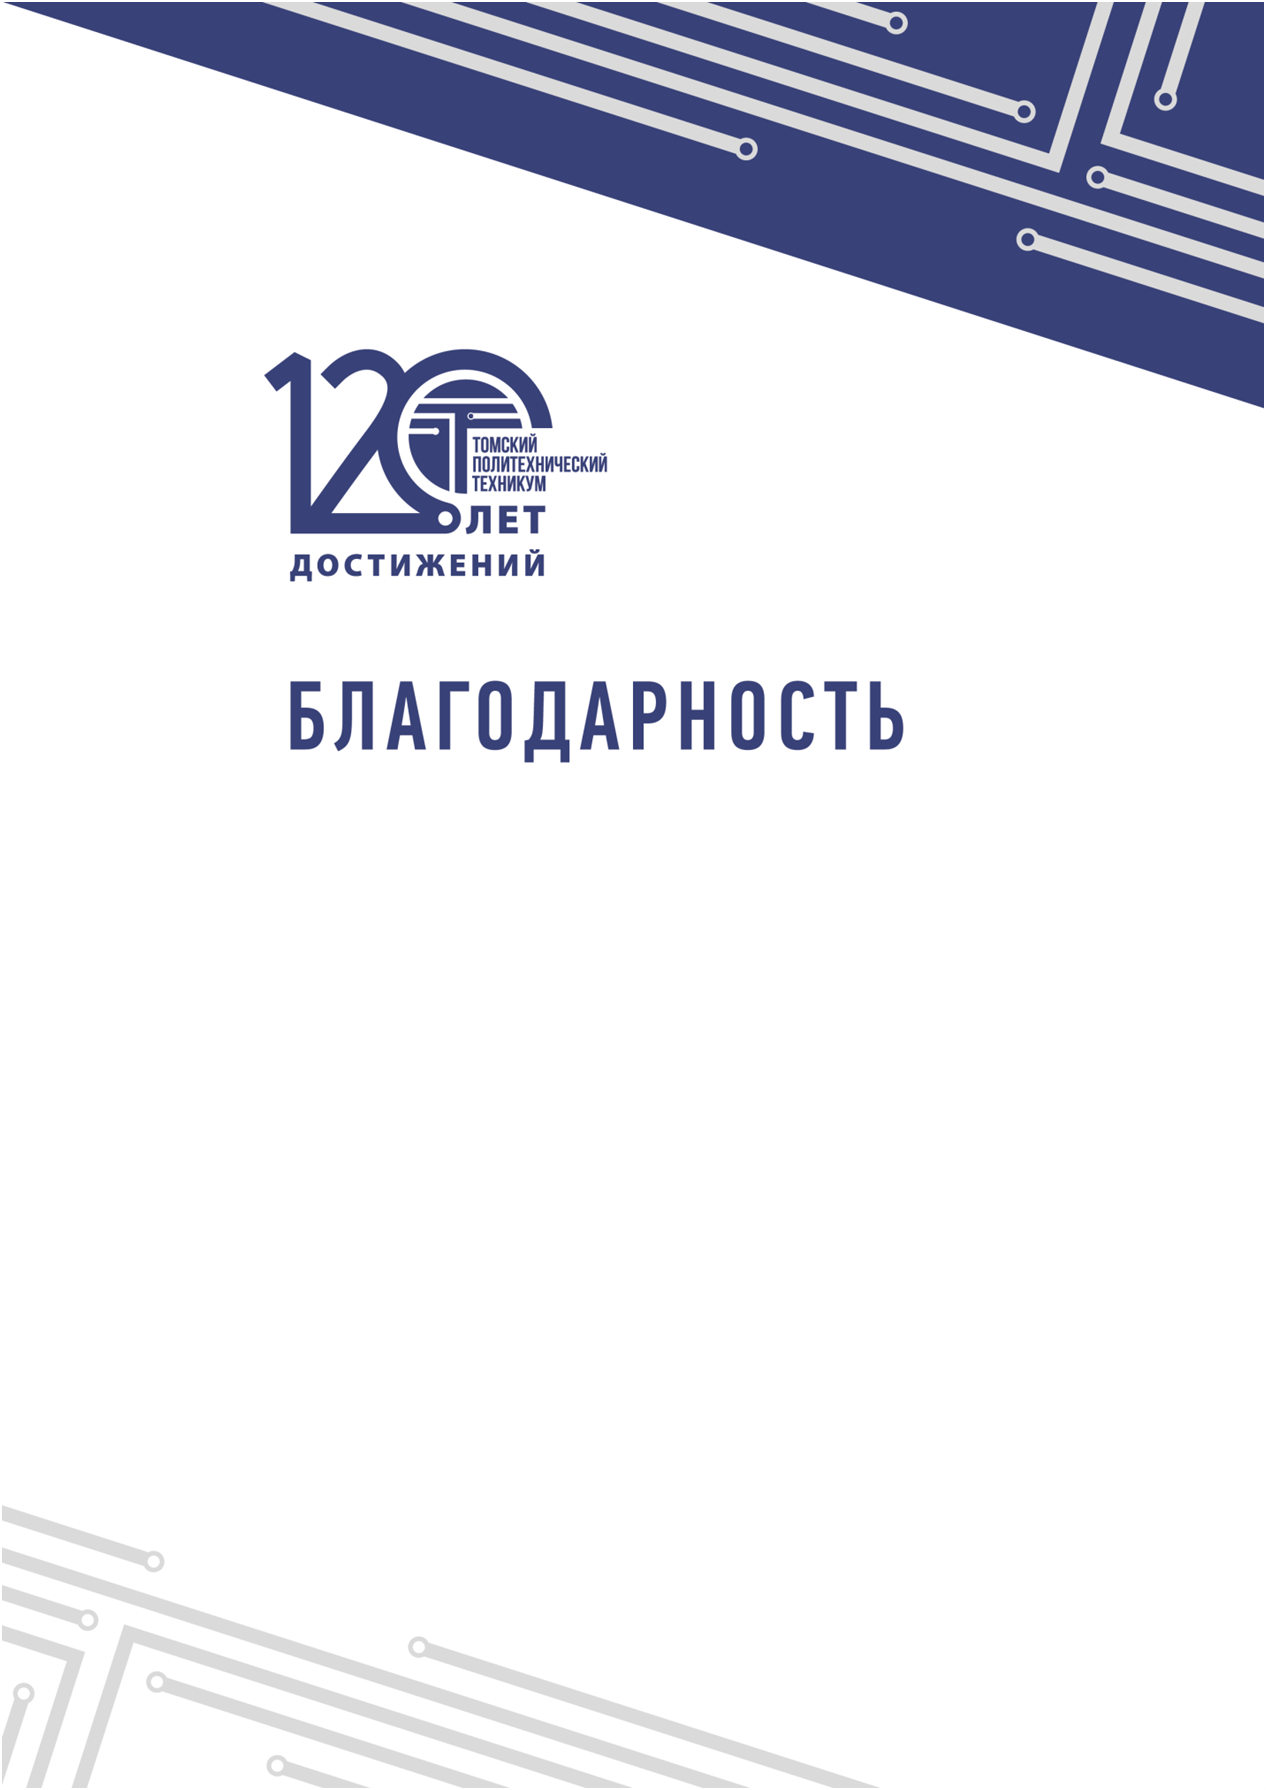 120
ТОМСКИЙ
ПОЛИТЕХНИЧЕСКИЙ
ТЕХНИКУМ
ЛЕТ
ДОСТИЖЕНИЙ
БЛАГОДАРНОСТЬ